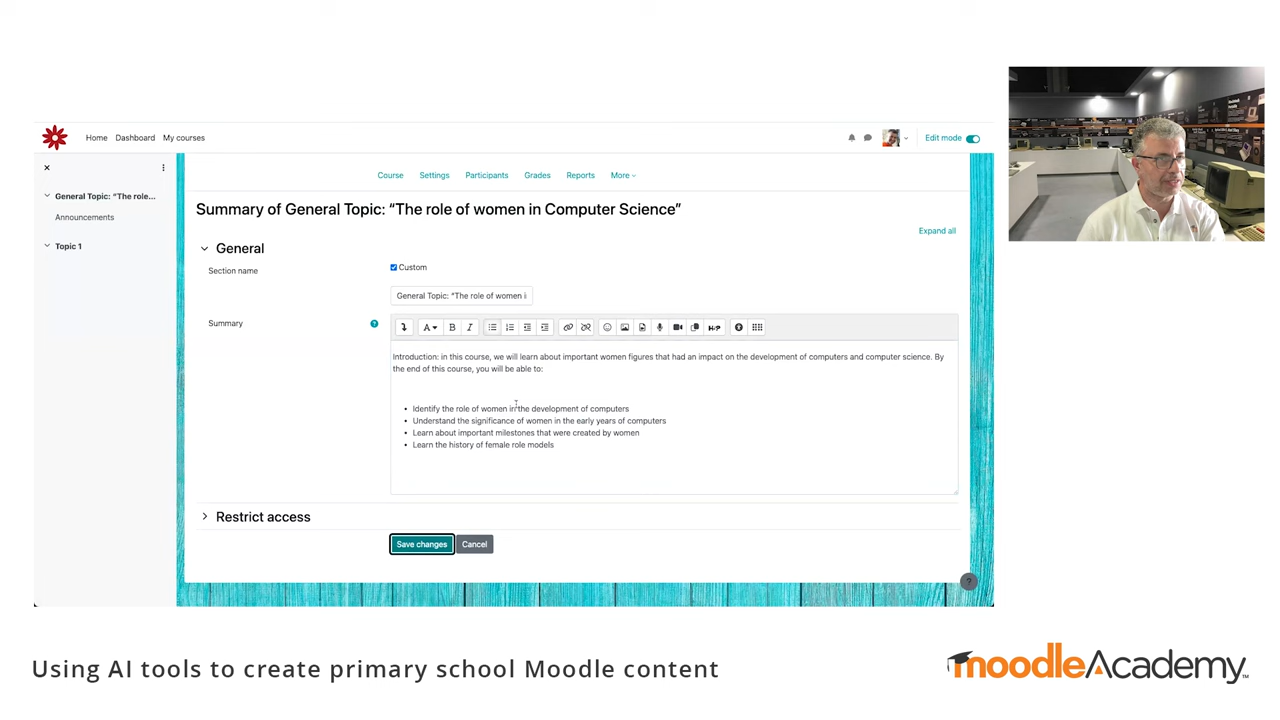 Home Dashboard My courses
Edit mode
General Topic: "The role...
Announcements
Topic 1
Course Settings Participants Grades Reports More
Summary of General Topic: “The role of women in Computer Science”
Expand all
General
Section name
Custom
General Topic: "The role of women i
Summary
Introduction: in this course, we will learn about important women figures that had an impact on the development of computers and computer science. By
the end of this course, you will be able to:
Identify the role of women in the development of computers
Understand the significance of women in the early years of computers
Learn about important milestones that were created by women
Learn the history of female role models
Restrict access
Save changes Cancel
?
Using AI tools to create primary school Moodle content
moodleAcademy™